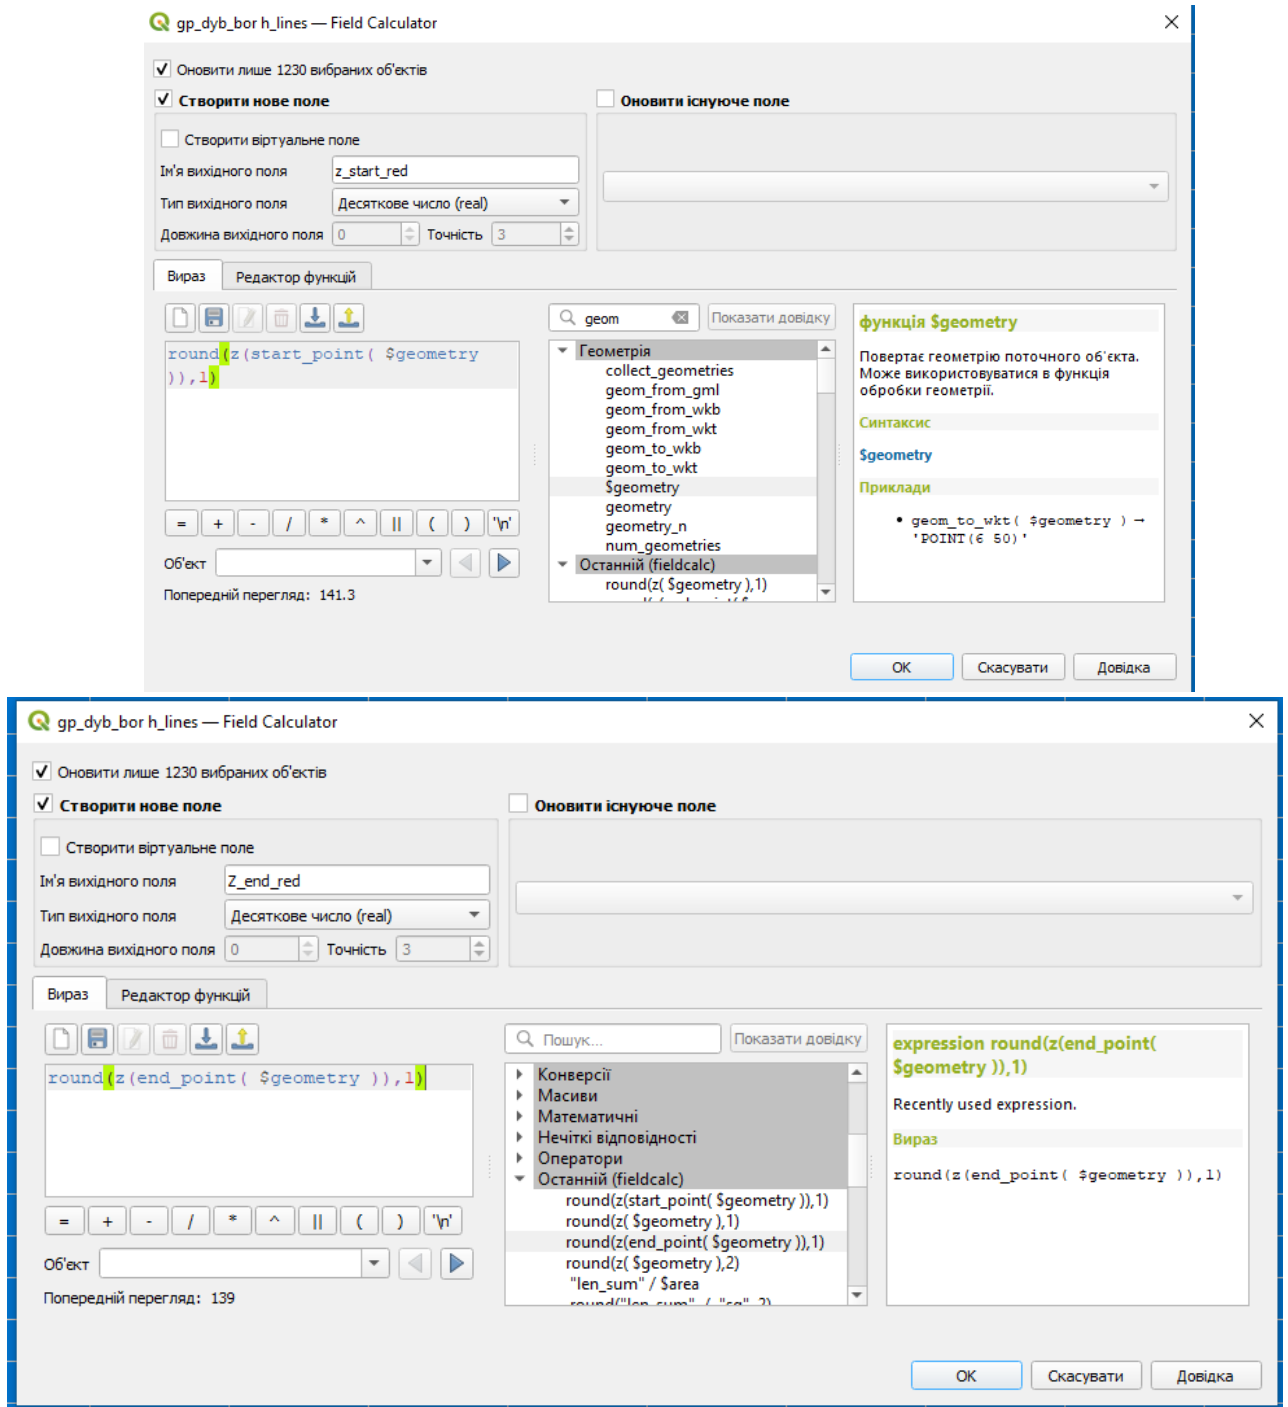 gp_dyb_bor h_lines — Field Calculator
Оновити лише 1230 вибраних об'єктів
Створити нове поле
Оновити існуюче поле
Створити віртуальне поле
Ім'я вихідного поля
z_start_red
Тип вихідного поля
Десяткове число (real)
Довжина вихідного поля
0
Точність
3
Вираз
Редактор функцій
round(z(start_point( $geometry
)),1)
= + - / * ^ || ( ) '\n'
Об'єкт
Попередній перегляд: 141.3
geom
Показати довідку
Геометрія
collect_geometries
geom_from_gml
geom_from_wkb
geom_from_wkt
geom_to_wkb
geom_to_wkt
$geometry
geometry
geometry_n
num_geometries
Останній (fieldcalc)
round(z( $geometry ),1)
функція $geometry
Повертає геометрію поточного об'єкта.
Може використовуватися в функція
обробки геометрії.
Синтаксис
$geometry
Приклади
• geom_to_wkt( $geometry ) →
'POINT(6 50)'
OK
Скасувати
Довідка
gp_dyb_bor h_lines — Field Calculator
Оновити лише 1230 вибраних об'єктів
Створити нове поле
Оновити існуюче поле
Створити віртуальне поле
Ім'я вихідного поля
Z_end_red
Тип вихідного поля
Десяткове число (real)
Довжина вихідного поля
0
Точність
3
Вираз
Редактор функцій
round(z(end_point( $geometry )),1)
= + - / * ^ || ( ) '\n'
Об'єкт
Попередній перегляд: 139
Пошук...
Показати довідку
Конверсії
Масиви
Математичні
Нечіткі відповідності
Оператори
Останній (fieldcalc)
round(z(start_point( $geometry )),1)
round(z( $geometry ),1)
round(z(end_point( $geometry )),1)
round(z( $geometry ),2)
"len_sum" / $area
round("len_sum" / "sq", 2)
expression round(z(end_point(
$geometry )),1)
Recently used expression.
Вираз
round(z(end_point( $geometry )),1)
OK
Скасувати
Довідка